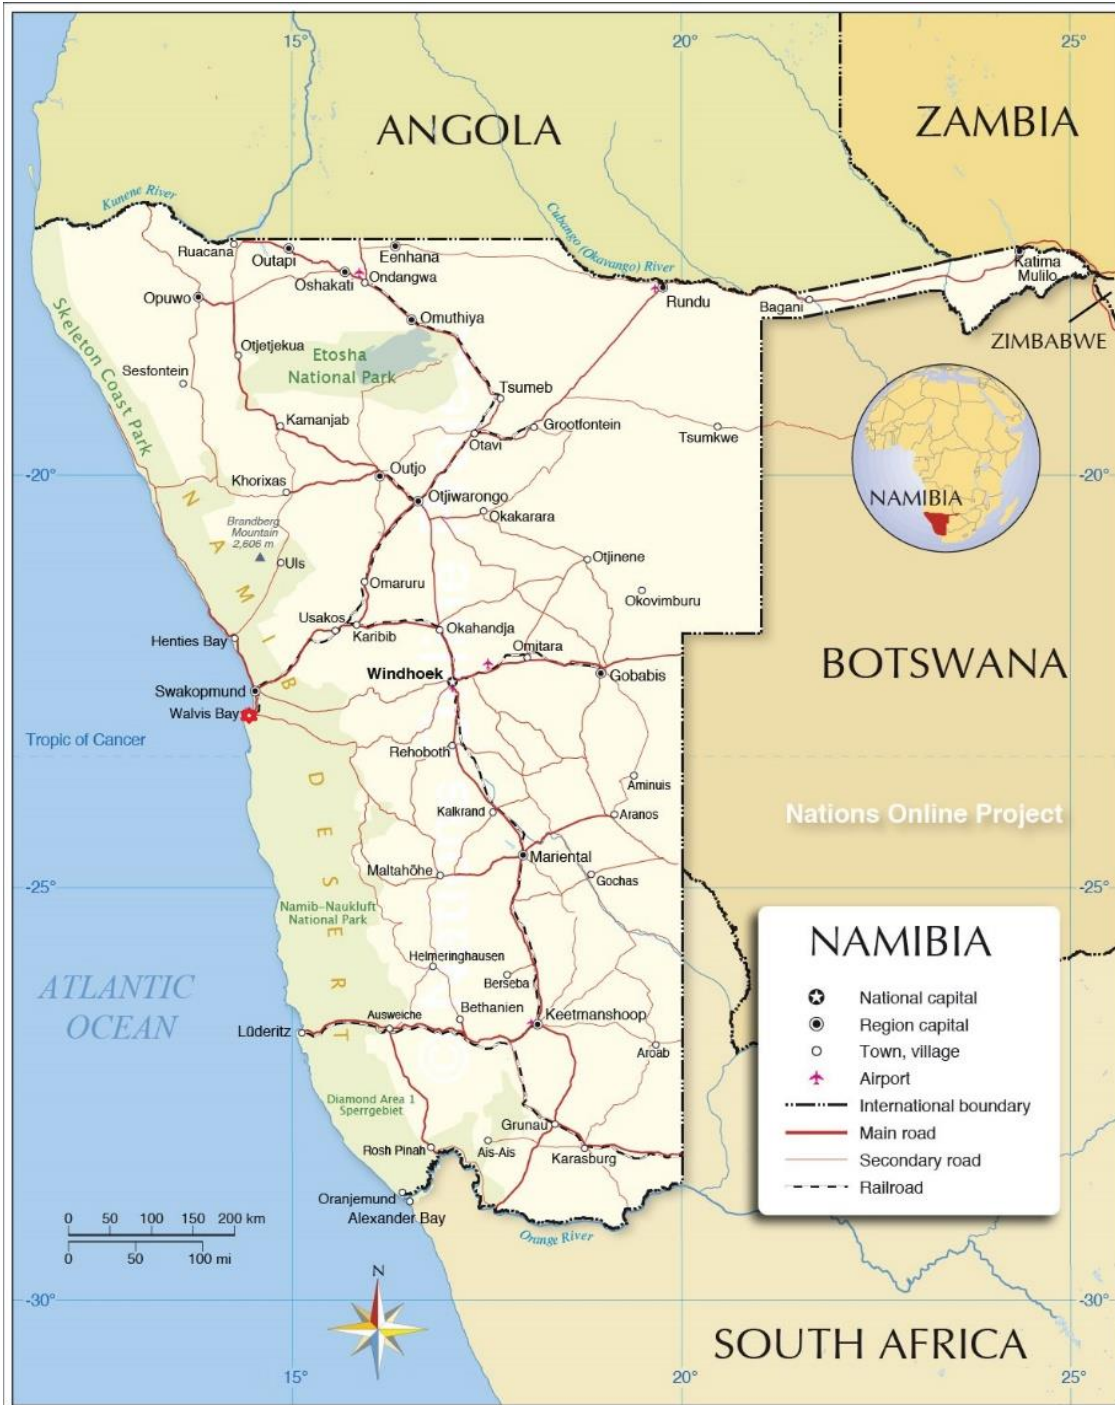 15°
20°
25°
ANGOLA
ZAMBIA
Kunene River
Cubango (Okavango) River
Ruacana
Outapi
Eenhana
Oshakati
Ondangwa
Opuwo
Omuthiya
Rundu
Bagani
Katima
Mulilo
ZIMBABWE
Skeleton Coast Park
Otjetjekua
Etosha
National Park
Sesfontein
Tsumeb
Kamanjab
Grootfontein
Otavi
Tsumkwe
-20°
-20°
Outjo
Khorixas
Otjiwarongo
NAMIBIA
Okakarara
Brandberg
Mountain
2,606 m
Uls
Otjinene
Omaruru
Okovimburu
NAMIB
Usakos
Karibib
Okahandja
Henties Bay
Omitara
Windhoek
Gobabis
BOTSWANA
Swakopmund
Walvis Bay
Tropic of Cancer
Rehoboth
DESERT
Aminuis
Kalkrand
Aranos
Nations Online Project
Mariental
Maltahöhe
Gochas
-25°
-25°
Namib-Naukluft
National Park
Helmeringhausen
Berseba
ATLANTIC
OCEAN
Bethanien
Ausweiche
Keetmanshoop
Lüderitz
Aroab
Diamond Area 1
Sperrgebiet
Grunau
Rosh Pinah
Ais-Ais
Karasburg
Oranjemund
Alexander Bay
Orange River
NAMIBIA
National capital
Region capital
Town, village
Airport
International boundary
Main road
Secondary road
Railroad
0 50 100 150 200 km
0 50 100 mi
N
-30°
-30°
SOUTH AFRICA
15°
20°
25°